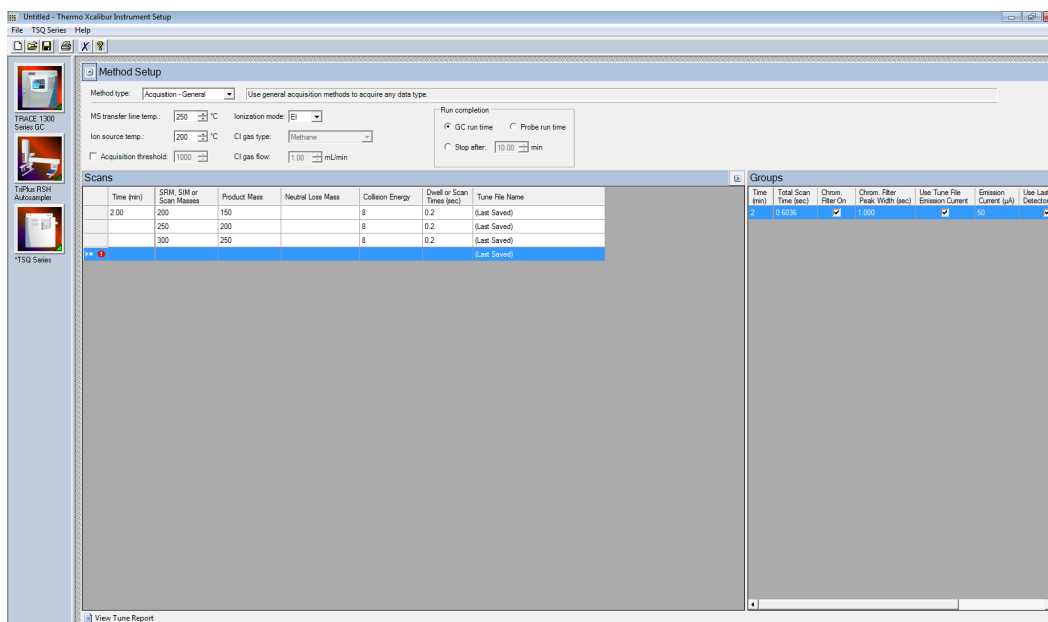 Untitled - Thermo Xcalibur Instrument Setup
File TSQ Series Help
Method Setup
Method type: Acquisition - General Use general acquisition methods to acquire any data type.
MS transfer line temp.: 250 °C Ionization mode: EI
Ion source temp.: 200 °C CI gas type: Methane
Acquisition threshold: 1000 CI gas flow: 1.00 mL/min
Run completion
GC run time Probe run time
Stop after: 10.00 min
TRACE 1300
Series GC
TriPlus RSH
Autosampler
*TSQ Series
Scans
Time (min) SRM, SIM or Scan Masses Product Mass Neutral Loss Mass Collision Energy Dwell or Scan Times (sec) Tune File Name
2.00 200 150 8 0.2 (Last Saved)
250 200 8 0.2 (Last Saved)
300 250 8 0.2 (Last Saved)
(Last Saved)
Groups
Time (min) Total Scan Time (sec) Chrom. Filter On Chrom. Filter Peak Width (sec) Use Tune File Emission Current Emission Current (µA) Use Last Detector
2 0.6036 1.000 50
View Tune Report